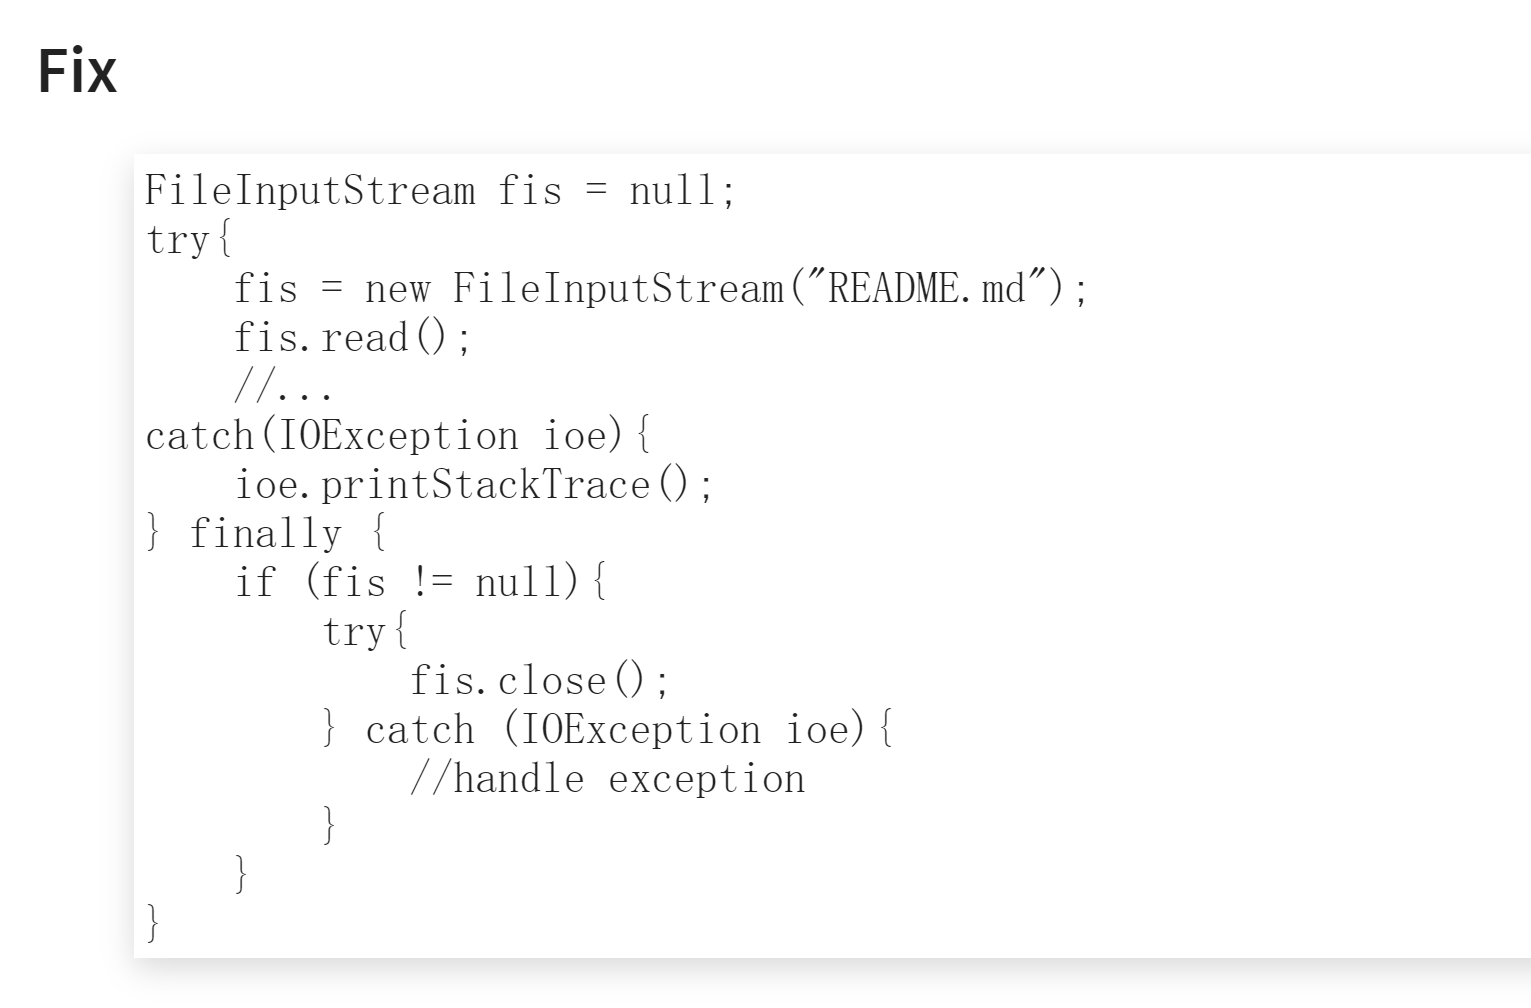 Fix
FileInputStream fis = null;
try{
    fis = new FileInputStream("README.md");
    fis.read();
    //...
catch(IOException ioe){
    ioe.printStackTrace();
} finally {
    if (fis != null){
        try{
            fis.close();
        } catch (IOException ioe){
            //handle exception
        }
    }
}